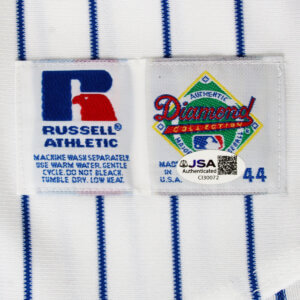 RUSSELL®
ATHLETIC
MACHINE WASH SEPARATELY.
USE WARM WATER. GENTLE
CYCLE. DO NOT BLEACH.
TUMBLE DRY. LOW HEAT.
AUTHENTIC
Diamond
COLLECTION
MADE
IN
U.S.A.
JSA
Authenticated
CI30072
44